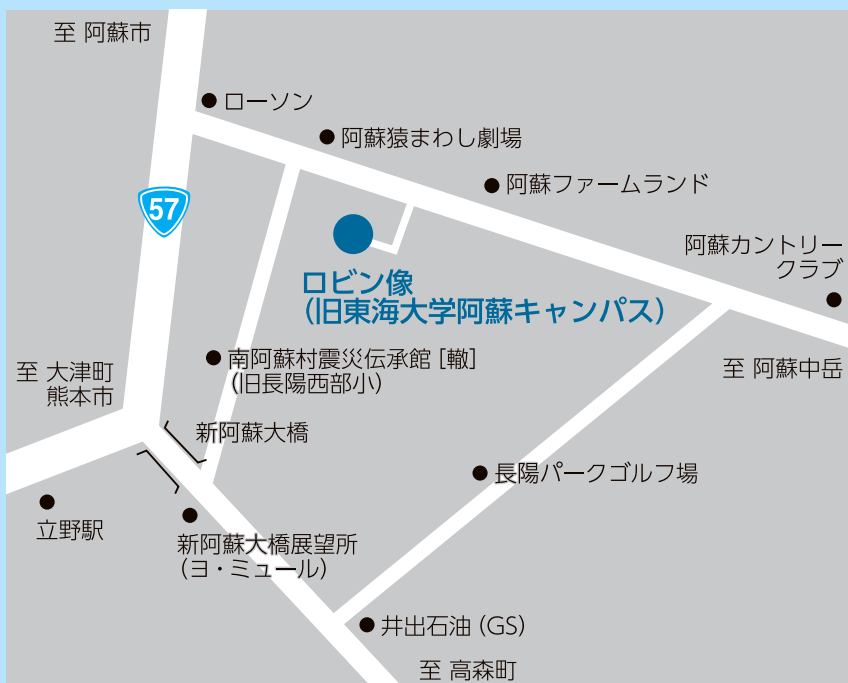 至 阿蘇市
ローソン
阿蘇猿まわし劇場
阿蘇ファームランド
57
阿蘇カントリー
クラブ
ロビン像
（旧東海大学阿蘇キャンパス）
南阿蘇村震災伝承館［轍］
（旧長陽西部小）
至 大津町
熊本市
至 阿蘇中岳
新阿蘇大橋
長陽パークゴルフ場
立野駅
新阿蘇大橋展望所
（ヨ・ミュール）
井出石油（GS）
至 高森町